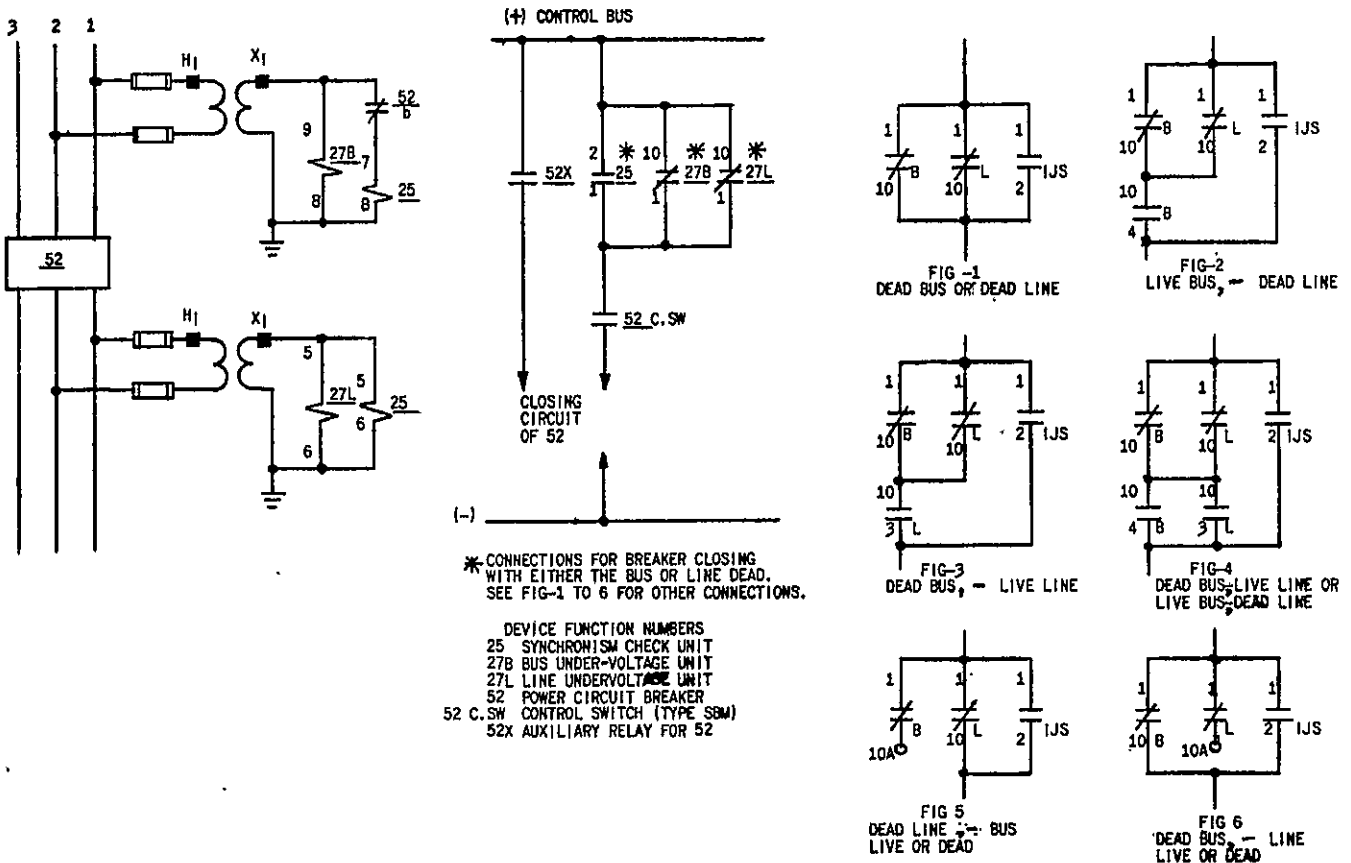 3 2 1
H1 X1
52
b
9
27B 7
25
8 8
52
H1 X1
5
5
27L
25
6
6
(+) CONTROL BUS
2 * 10 * 10 *
52X 25 27B 27L
1 1 1
52 C.SW
CLOSING
CIRCUIT
OF 52
(-)
* CONNECTIONS FOR BREAKER CLOSING
WITH EITHER THE BUS OR LINE DEAD.
SEE FIG-1 TO 6 FOR OTHER CONNECTIONS.
DEVICE FUNCTION NUMBERS
25 SYNCHRONISM CHECK UNIT
27B BUS UNDER-VOLTAGE UNIT
27L LINE UNDERVOLTAGE UNIT
52 POWER CIRCUIT BREAKER
52 C.SW CONTROL SWITCH (TYPE SBM)
52X AUXILIARY RELAY FOR 52
1 1 1
B L IJS
10 10 2
FIG-1
DEAD BUS OR DEAD LINE
1 1 1
B L IJS
10 10 2
10
B
4
FIG-2
LIVE BUS, - DEAD LINE
1 1 1
B L IJS
10 10 2
10
3 L
FIG-3
DEAD BUS, - LIVE LINE
1 1 1
B L IJS
10 10 2
10 10
4 B 3 L
FIG-4
DEAD BUS,-LIVE LINE OR
LIVE BUS,-DEAD LINE
1 1 1
B L IJS
10A 10 2
FIG 5
DEAD LINE,- BUS
LIVE OR DEAD
1 1 1
10 B L 2 IJS
10A
FIG 6
DEAD BUS, - LINE
LIVE OR DEAD